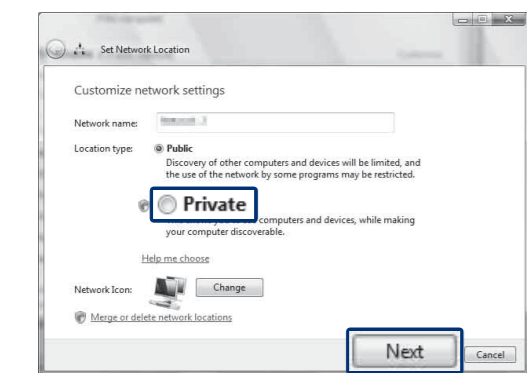 Set Network Location
Customize network settings
Network name:
Location type:
Public
Discovery of other computers and devices will be limited, and
the use of the network by some programs may be restricted.
Private
computers and devices, while making
your computer discoverable.
Help me choose
Network Icon:
Change
Merge or delete network locations
Next
Cancel